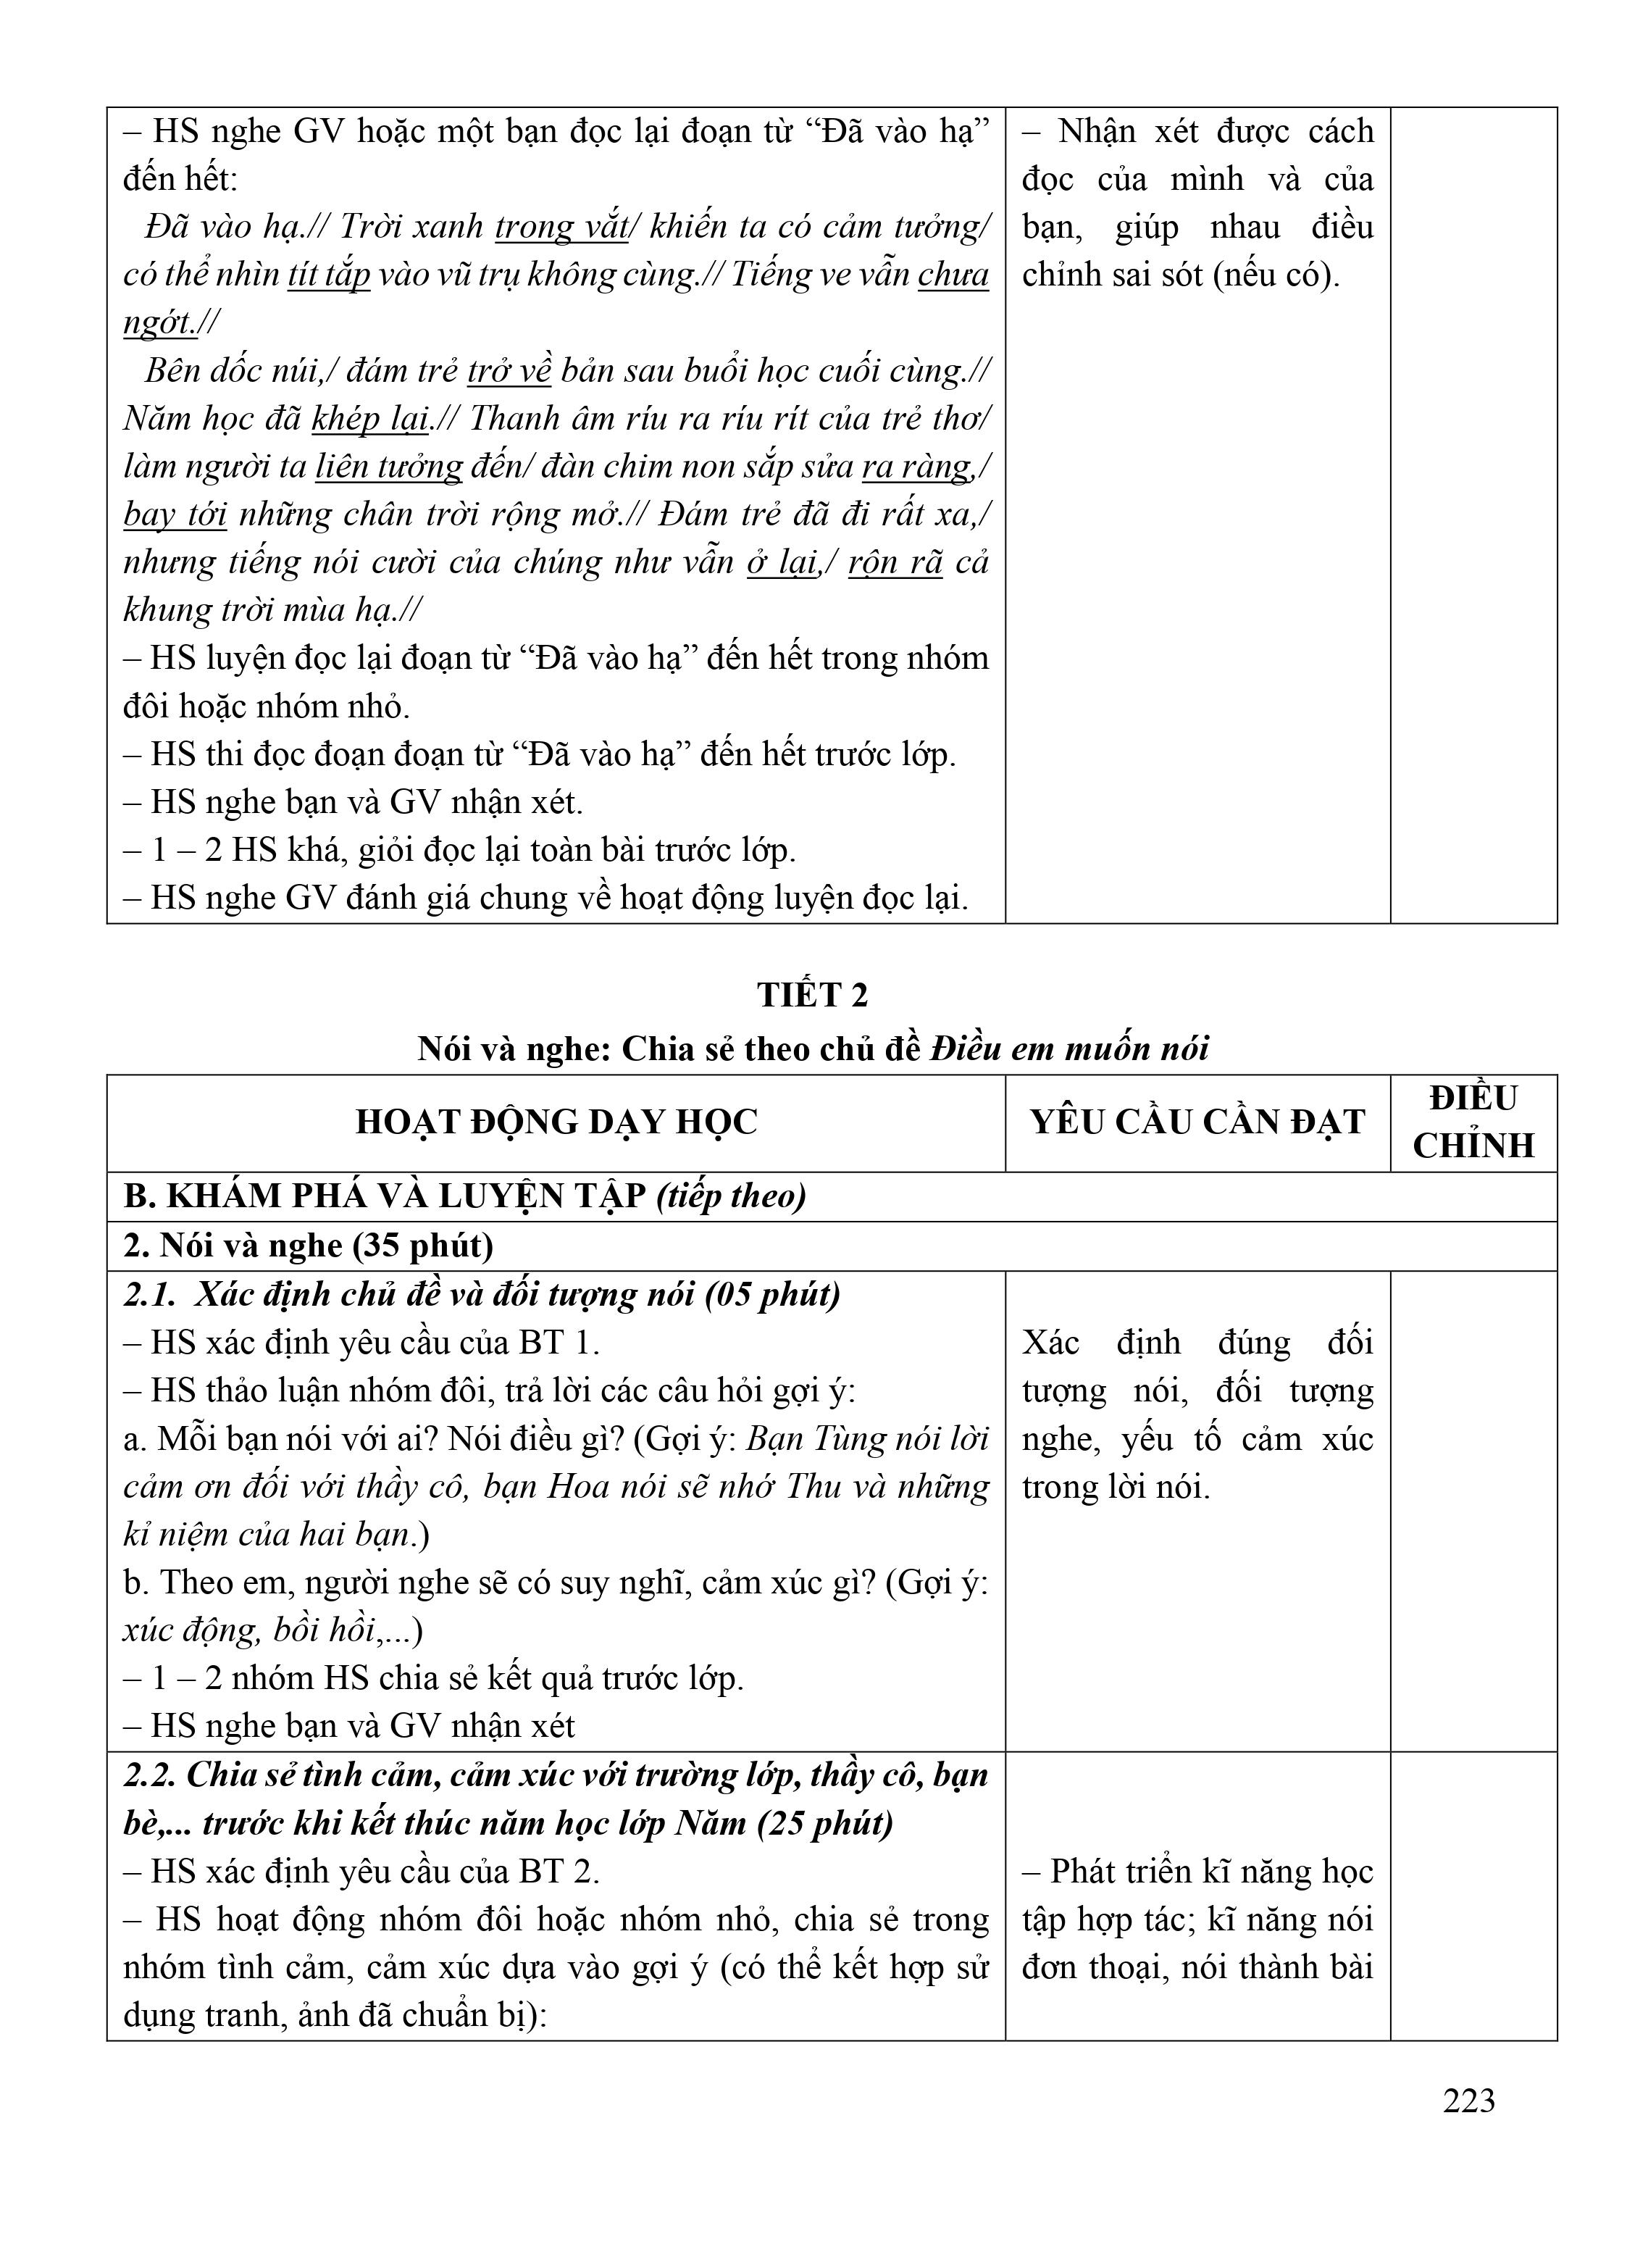 – HS nghe GV hoặc một bạn đọc lại đoạn từ “Đã vào hạ”
đến hết:
Đã vào hạ.// Trời xanh trong vắt/ khiến ta có cảm tưởng/
có thể nhìn tít tắp vào vũ trụ không cùng.// Tiếng ve vẫn chưa
ngớt.//
Bên dốc núi,/ đám trẻ trở về bản sau buổi học cuối cùng.//
Năm học đã khép lại.// Thanh âm ríu ra ríu rít của trẻ thơ/
làm người ta liên tưởng đến/ đàn chim non sắp sửa ra ràng,/
bay tới những chân trời rộng mở.// Đám trẻ đã đi rất xa,/
nhưng tiếng nói cười của chúng như vẫn ở lại,/ rộn rã cả
khung trời mùa hạ.//
– HS luyện đọc lại đoạn từ “Đã vào hạ” đến hết trong nhóm
đôi hoặc nhóm nhỏ.
– HS thi đọc đoạn đoạn từ “Đã vào hạ” đến hết trước lớp.
– HS nghe bạn và GV nhận xét.
– 1 – 2 HS khá, giỏi đọc lại toàn bài trước lớp.
– HS nghe GV đánh giá chung về hoạt động luyện đọc lại.
– Nhận xét được cách
đọc của mình và của
bạn, giúp nhau điều
chỉnh sai sót (nếu có).
TIẾT 2
Nói và nghe: Chia sẻ theo chủ đề Điều em muốn nói
HOẠT ĐỘNG DẠY HỌC
YÊU CẦU CẦN ĐẠT
ĐIỀU
CHỈNH
B. KHÁM PHÁ VÀ LUYỆN TẬP (tiếp theo)
2. Nói và nghe (35 phút)
2.1. Xác định chủ đề và đối tượng nói (05 phút)
– HS xác định yêu cầu của BT 1.
– HS thảo luận nhóm đôi, trả lời các câu hỏi gợi ý:
a. Mỗi bạn nói với ai? Nói điều gì? (Gợi ý: Bạn Tùng nói lời
cảm ơn đối với thầy cô, bạn Hoa nói sẽ nhớ Thu và những
kỉ niệm của hai bạn.)
b. Theo em, người nghe sẽ có suy nghĩ, cảm xúc gì? (Gợi ý:
xúc động, bồi hồi,...)
– 1 – 2 nhóm HS chia sẻ kết quả trước lớp.
– HS nghe bạn và GV nhận xét
Xác định đúng đối
tượng nói, đối tượng
nghe, yếu tố cảm xúc
trong lời nói.
2.2. Chia sẻ tình cảm, cảm xúc với trường lớp, thầy cô, bạn
bè,... trước khi kết thúc năm học lớp Năm (25 phút)
– HS xác định yêu cầu của BT 2.
– HS hoạt động nhóm đôi hoặc nhóm nhỏ, chia sẻ trong
nhóm tình cảm, cảm xúc dựa vào gợi ý (có thể kết hợp sử
dụng tranh, ảnh đã chuẩn bị):
– Phát triển kĩ năng học
tập hợp tác; kĩ năng nói
đơn thoại, nói thành bài
223